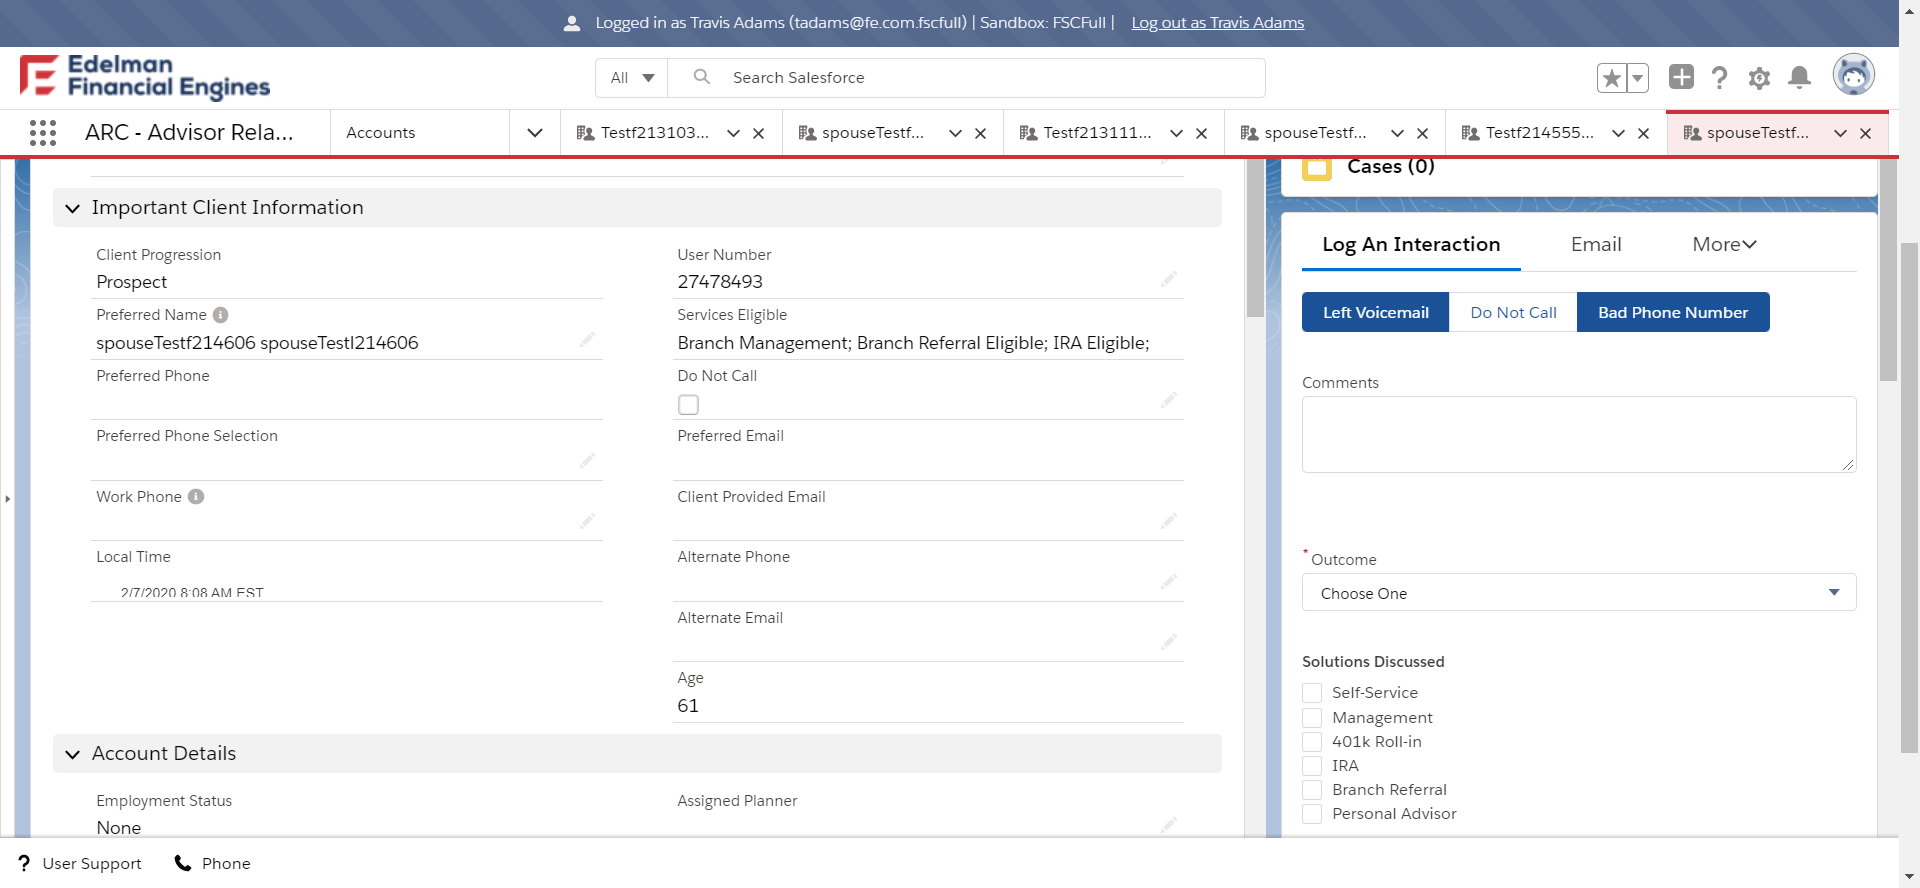 Logged in as Travis Adams (tadams@fe.com.fscfull) | Sandbox: FSCFull | Log out as Travis Adams
Edelman
Financial Engines
All
Search Salesforce
ARC - Advisor Rela...
Accounts
Testf213103...
spouseTestf...
Testf213111...
spouseTestf...
Testf214555...
spouseTestf...
Important Client Information
Client Progression
Prospect
Preferred Name
spouseTestf214606 spouseTestl214606
Preferred Phone
Preferred Phone Selection
Work Phone
Local Time
2/7/2020 8:08 AM EST
User Number
27478493
Services Eligible
Branch Management; Branch Referral Eligible; IRA Eligible;
Do Not Call
Preferred Email
Client Provided Email
Alternate Phone
Alternate Email
Age
61
Account Details
Employment Status
None
Assigned Planner
Cases (0)
Log An Interaction
Email
More
Left Voicemail
Do Not Call
Bad Phone Number
Comments
* Outcome
Choose One
Solutions Discussed
Self-Service
Management
401k Roll-in
IRA
Branch Referral
Personal Advisor
? User Support
Phone